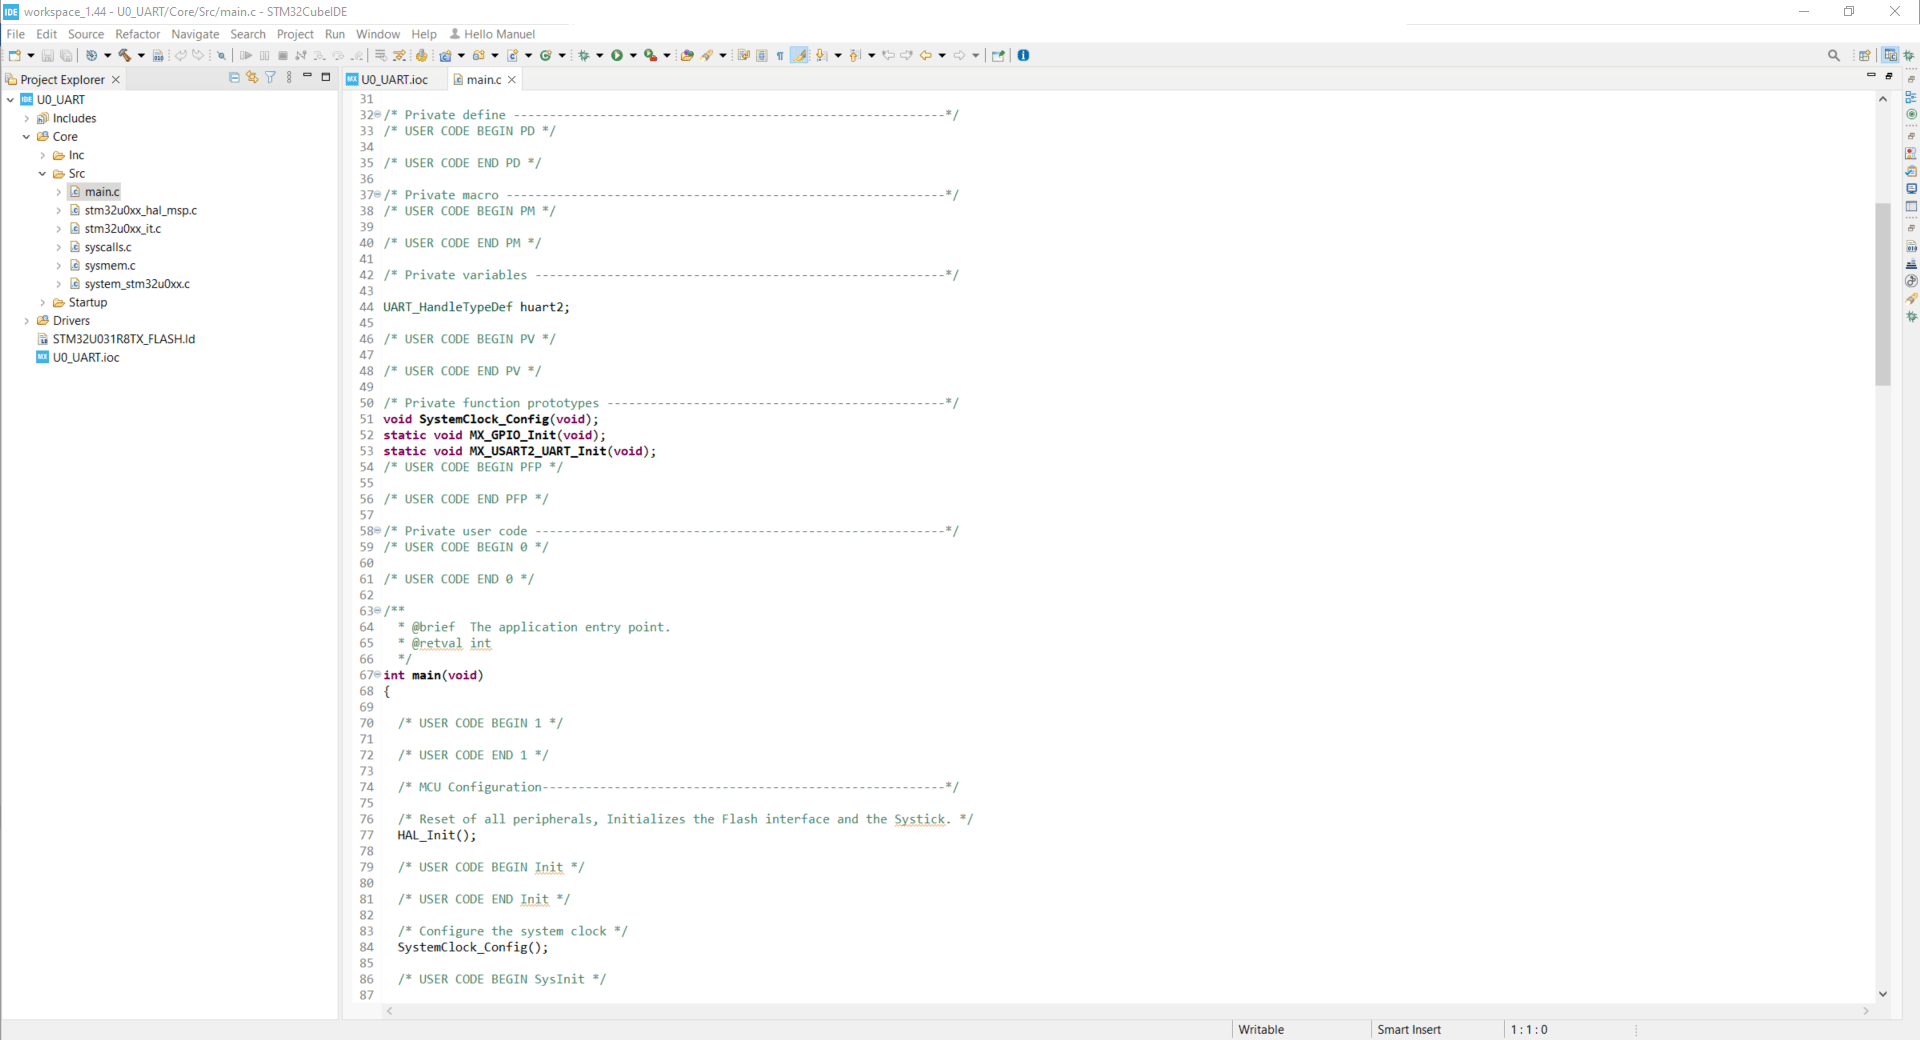 workspace_1.44 - U0_UART/Core/Src/main.c - STM32CubeIDE
File Edit Source Refactor Navigate Search Project Run Window Help Hello Manuel
Project Explorer
U0_UART
Includes
Core
Inc
Src
main.c
stm32u0xx_hal_msp.c
stm32u0xx_it.c
syscalls.c
sysmem.c
system_stm32u0xx.c
Startup
Drivers
STM32U031R8TX_FLASH.ld
U0_UART.ioc
U0_UART.ioc main.c
31
32 /* Private define ------------------------------------------------------------*/
33 /* USER CODE BEGIN PD */
34
35 /* USER CODE END PD */
36
37 /* Private macro -------------------------------------------------------------*/
38 /* USER CODE BEGIN PM */
39
40 /* USER CODE END PM */
41
42 /* Private variables ---------------------------------------------------------*/
43
44 UART_HandleTypeDef huart2;
45
46 /* USER CODE BEGIN PV */
47
48 /* USER CODE END PV */
49
50 /* Private function prototypes -----------------------------------------------*/
51 void SystemClock_Config(void);
52 static void MX_GPIO_Init(void);
53 static void MX_USART2_UART_Init(void);
54 /* USER CODE BEGIN PFP */
55
56 /* USER CODE END PFP */
57
58 /* Private user code ---------------------------------------------------------*/
59 /* USER CODE BEGIN 0 */
60
61 /* USER CODE END 0 */
62
63 /**
64 * @brief  The application entry point.
65 * @retval int
66 */
67 int main(void)
68 {
69
70 /* USER CODE BEGIN 1 */
71
72 /* USER CODE END 1 */
73
74 /* MCU Configuration--------------------------------------------------------*/
75
76 /* Reset of all peripherals, Initializes the Flash interface and the Systick. */
77 HAL_Init();
78
79 /* USER CODE BEGIN Init */
80
81 /* USER CODE END Init */
82
83 /* Configure the system clock */
84 SystemClock_Config();
85
86 /* USER CODE BEGIN SysInit */
87
Writable Smart Insert 1 : 1 : 0